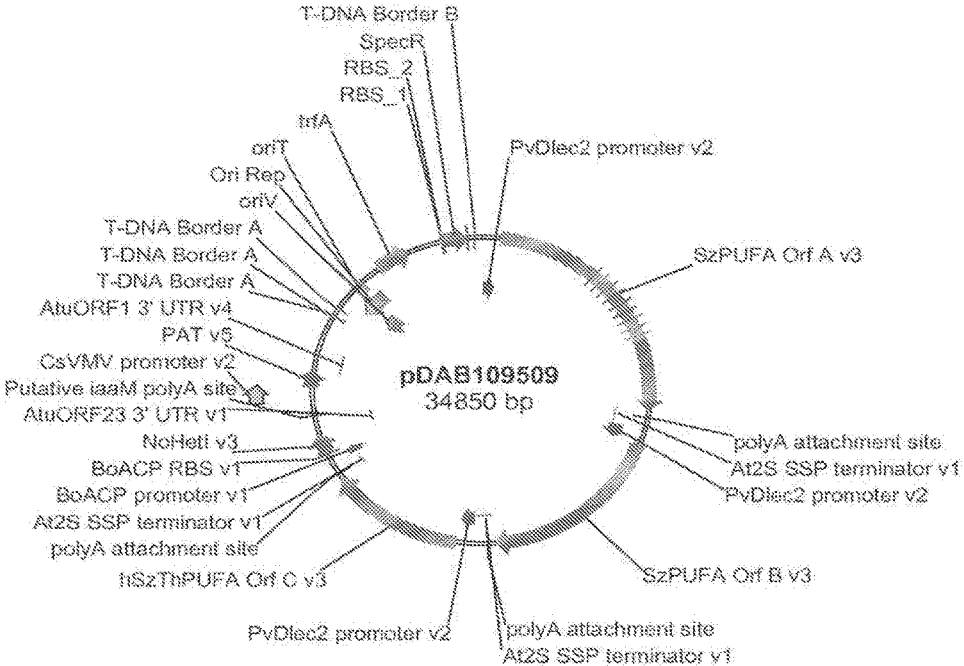 T-DNA Border B
SpecR
RBS_2
RBS_1
trfA
oriT
Ori Rep
oriV
T-DNA Border A
T-DNA Border A
T-DNA Border A
AtuORF1 3' UTR v4
PAT v5
CsVMV promoter v2
Putative iaaM polyA site
AtuORF23 3' UTR v1
NoHetI v3
BoACP RBS v1
BoACP promoter v1
At2S SSP terminator v1
polyA attachment site
hSzThPUFA Orf C v3
PvDlec2 promoter v2
PvDlec2 promoter v2
SzPUFA Orf A v3
pDAB109509
34850 bp
polyA attachment site
At2S SSP terminator v1
PvDlec2 promoter v2
SzPUFA Orf B v3
polyA attachment site
At2S SSP terminator v1